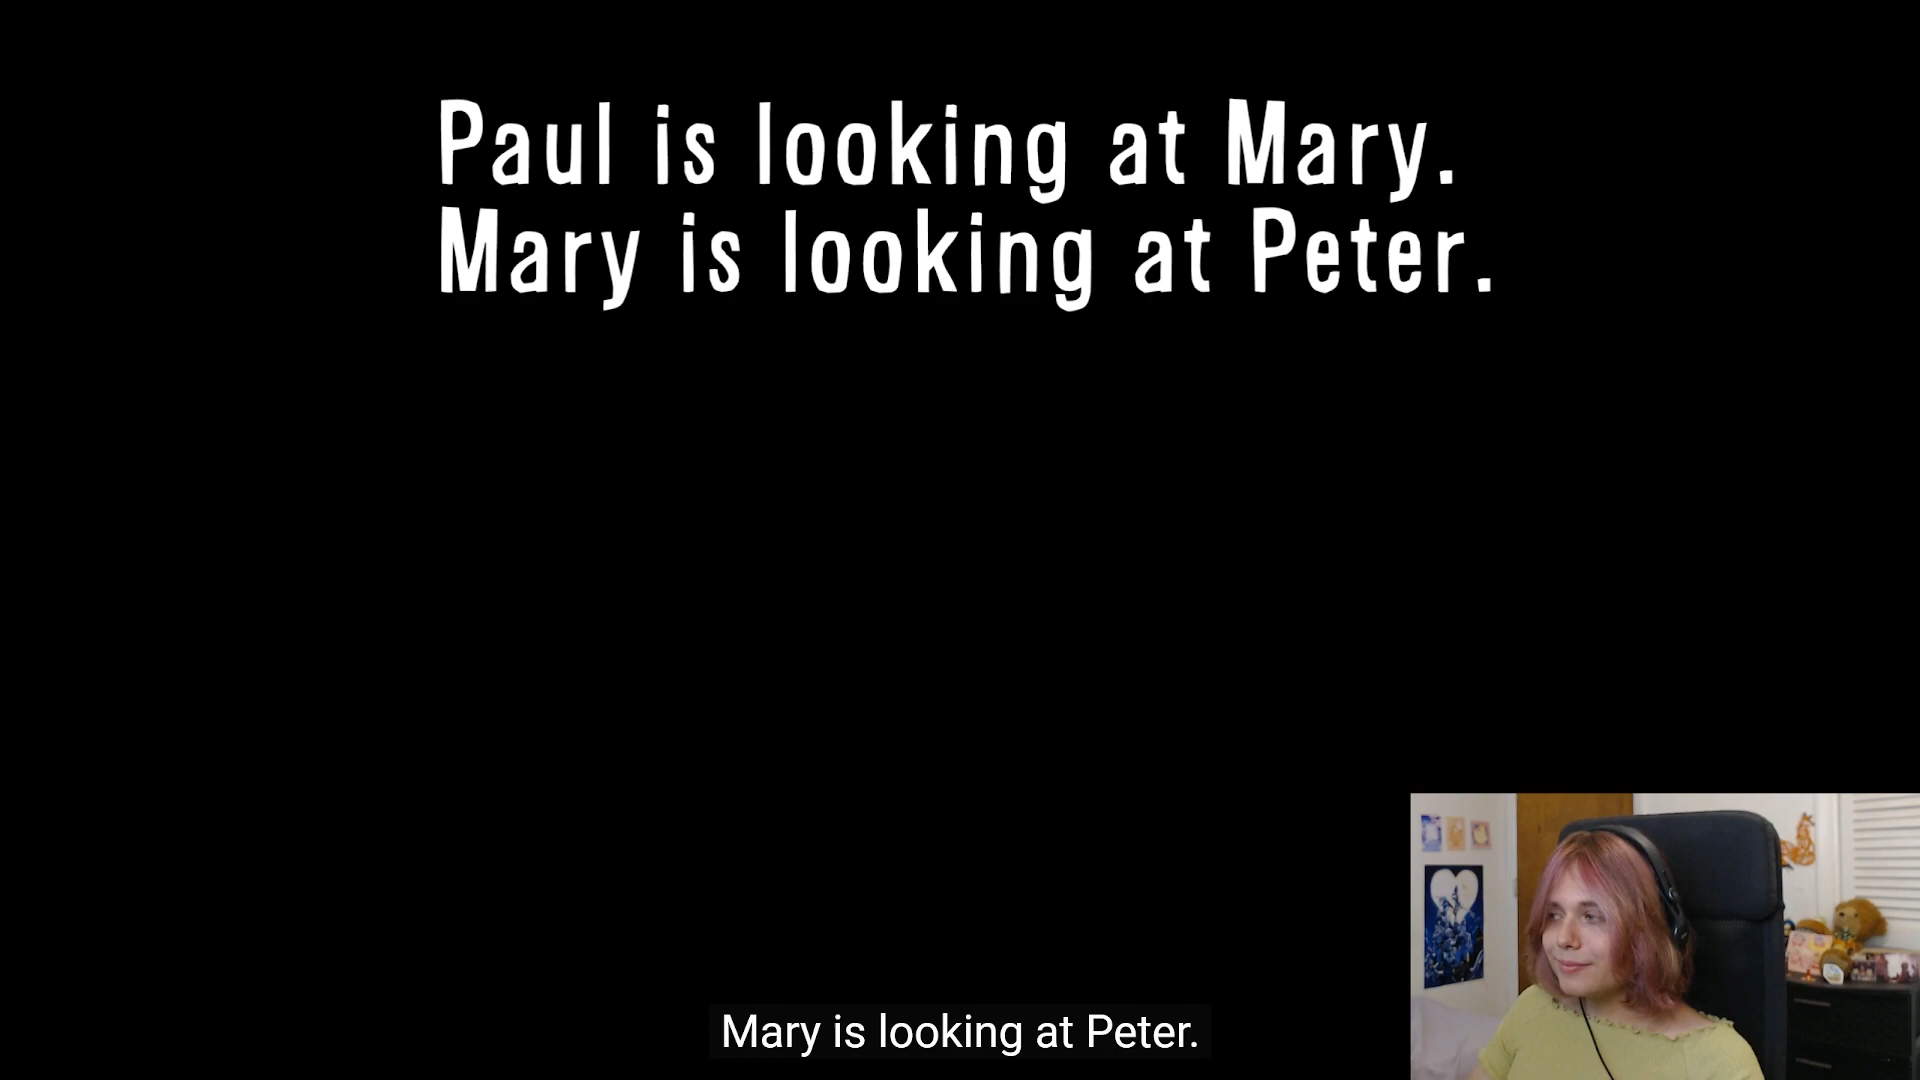 Paul is looking at Mary.
Mary is looking at Peter.
Mary is looking at Peter.